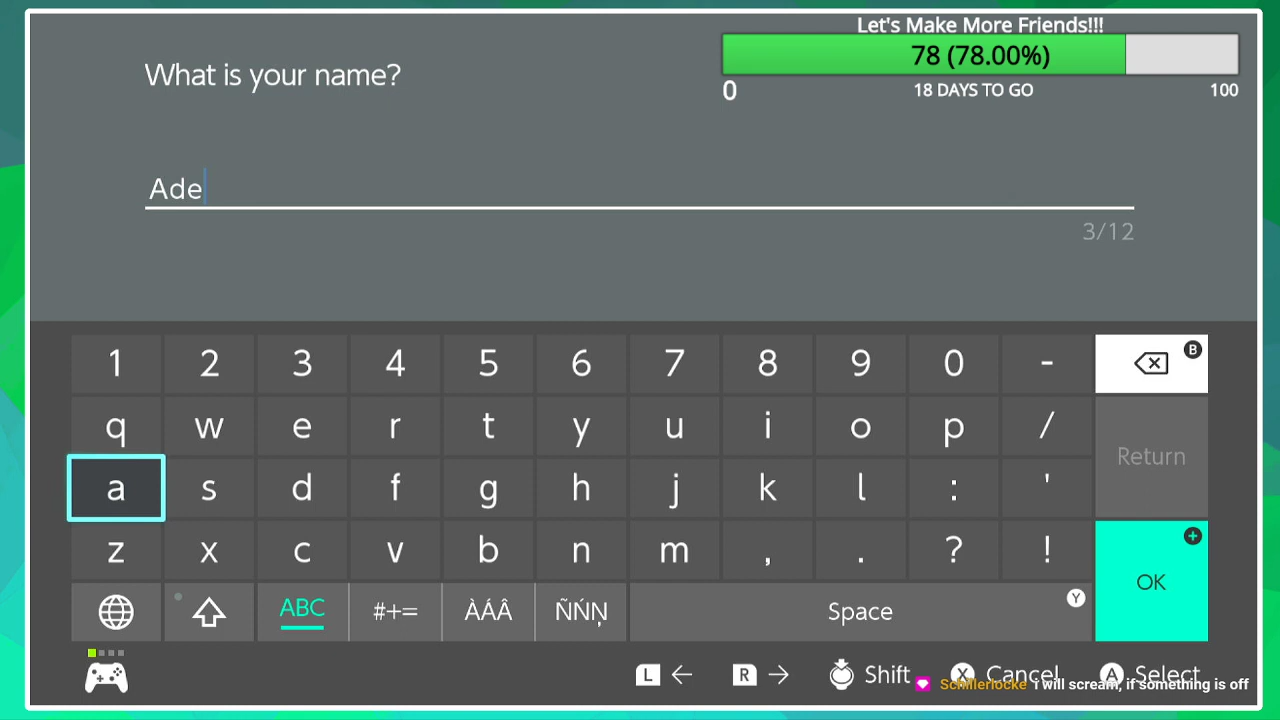 Let's Make More Friends!!!
What is your name?
78 (78.00%)
0 18 DAYS TO GO 100
Ade
3/12
1 2 3 4 5 6 7 8 9 0 - B
q w e r t y u i o p /
Return
a s d f g h j k l : '
z x c v b n m , . ? ! +
OK
ABC #+= ÀÁÂ ÑŃŅ Space Y
L ← R → Shift X Cancel A Select
Schillerlocke i will scream, if something is off